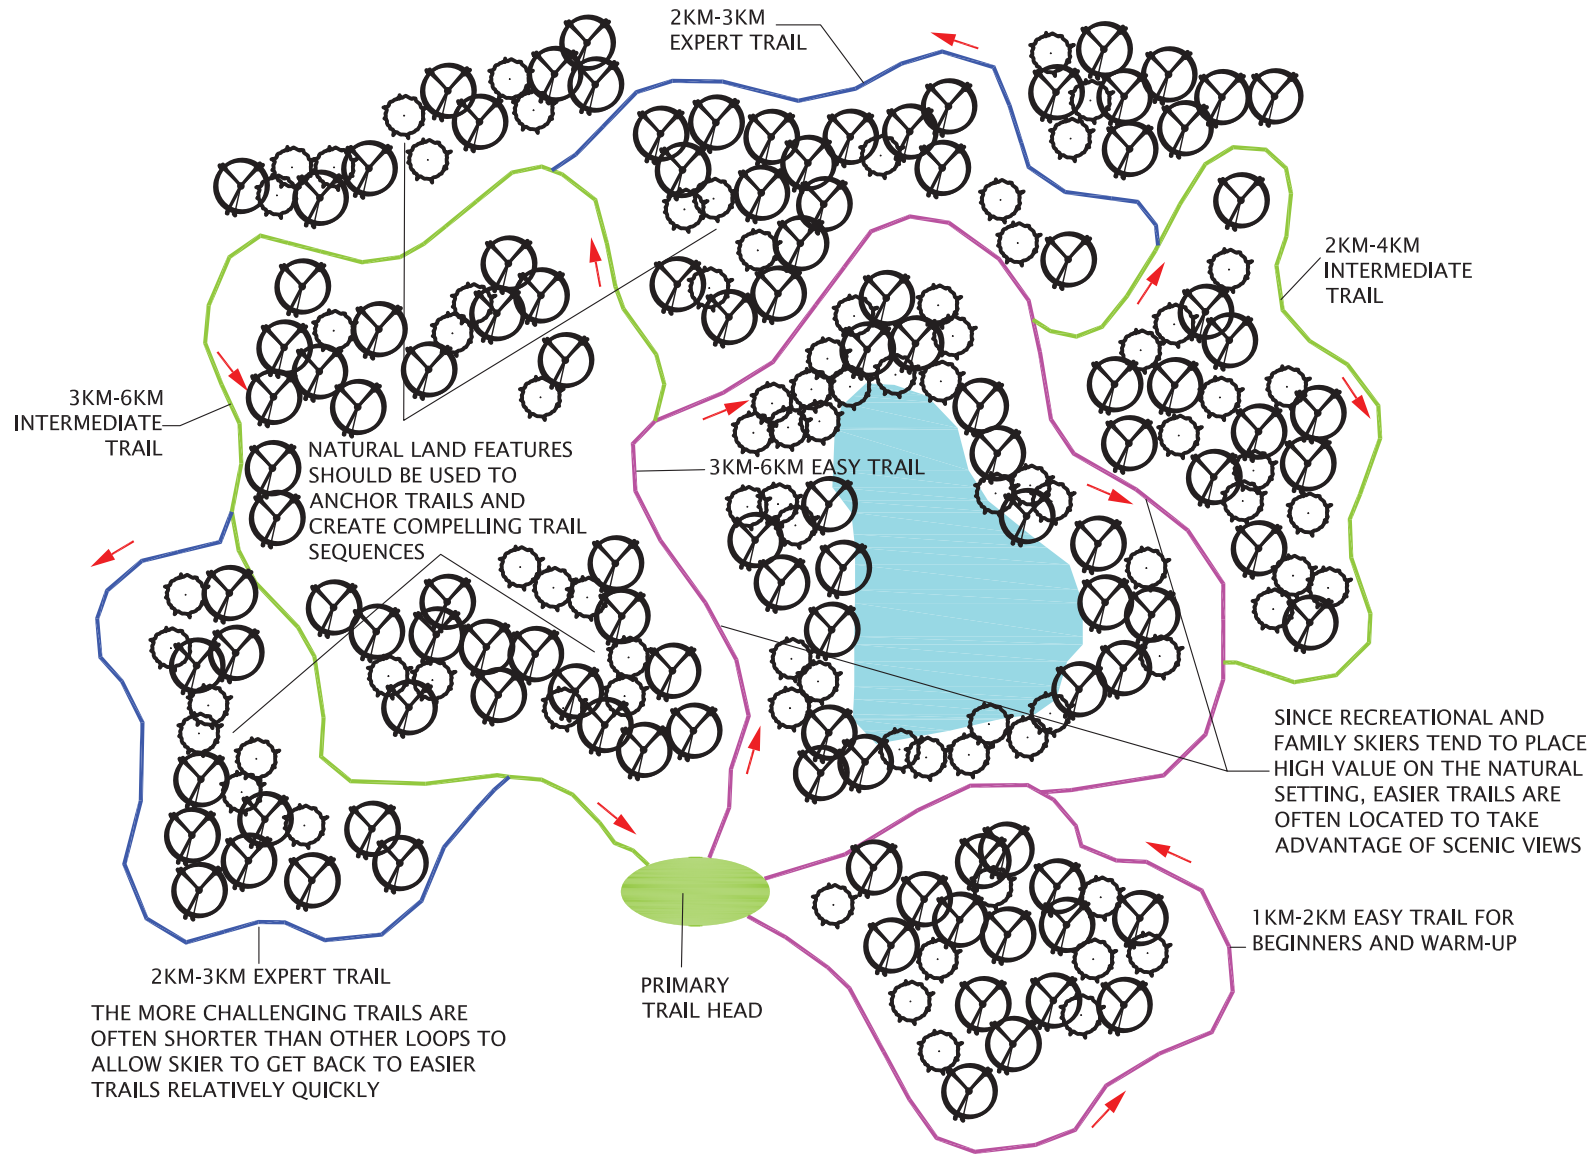 2KM-3KM
EXPERT TRAIL
2KM-4KM
INTERMEDIATE
TRAIL
3KM-6KM
INTERMEDIATE
TRAIL
NATURAL LAND FEATURES
SHOULD BE USED TO
ANCHOR TRAILS AND
CREATE COMPELLING TRAIL
SEQUENCES
3KM-6KM EASY TRAIL
SINCE RECREATIONAL AND
FAMILY SKIERS TEND TO PLACE
HIGH VALUE ON THE NATURAL
SETTING, EASIER TRAILS ARE
OFTEN LOCATED TO TAKE
ADVANTAGE OF SCENIC VIEWS
1KM-2KM EASY TRAIL FOR
BEGINNERS AND WARM-UP
2KM-3KM EXPERT TRAIL
THE MORE CHALLENGING TRAILS ARE
OFTEN SHORTER THAN OTHER LOOPS TO
ALLOW SKIER TO GET BACK TO EASIER
TRAILS RELATIVELY QUICKLY
PRIMARY
TRAIL HEAD